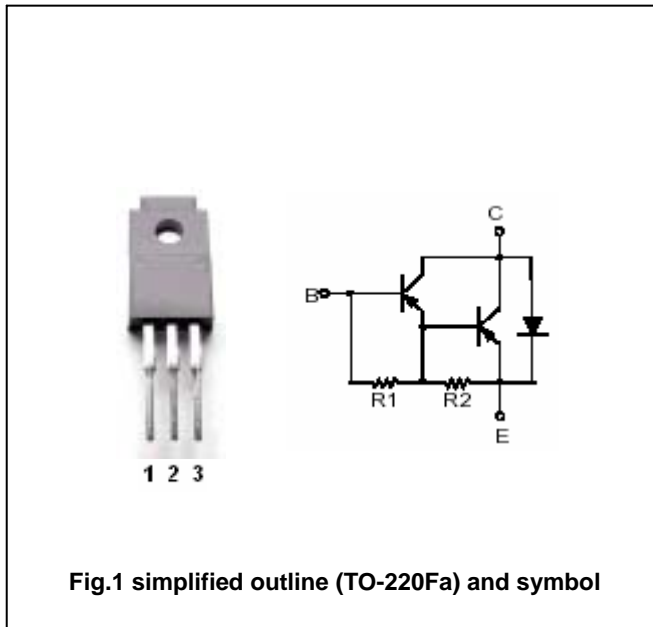 C
B
R1 R2
E
1 2 3
Fig.1 simplified outline (TO-220Fa) and symbol